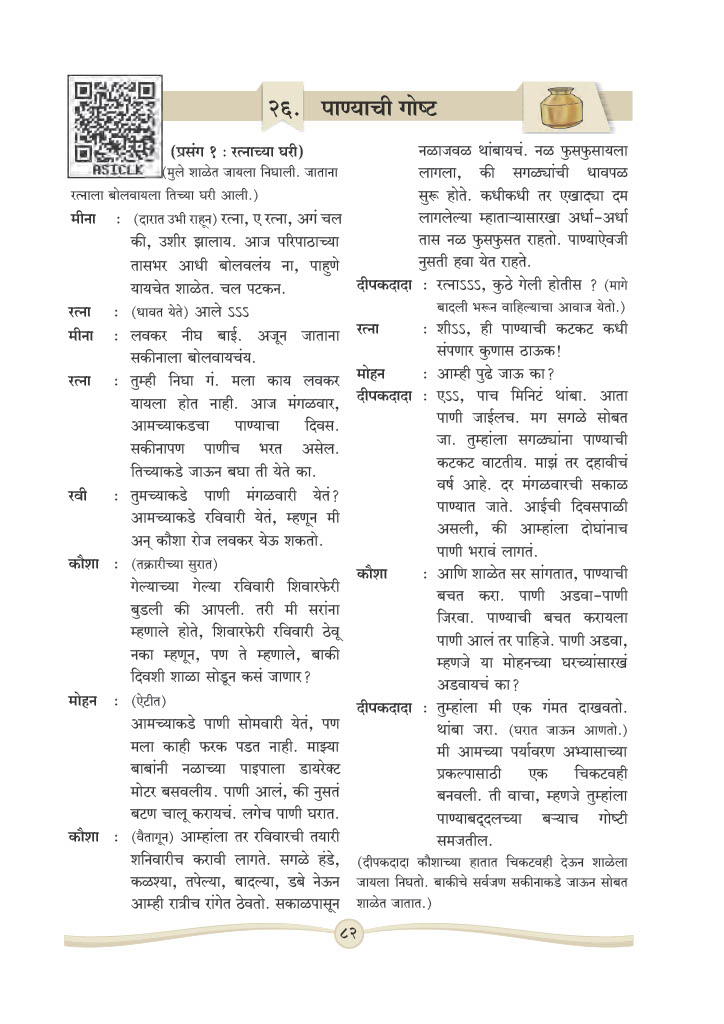 २६. पाण्याची गोष्ट
ASICLK
(प्रसंग १ : रत्नाच्या घरी)
(मुले शाळेत जायला निघाली. जाताना
रत्नाला बोलवायला तिच्या घरी आली.)
मीना : (दारात उभी राहून) रत्ना, ए रत्ना, अगं चल
की, उशीर झालाय. आज परिपाठाच्या
तासभर आधी बोलवलंय ना, पाहुणे
यायचेत शाळेत. चल पटकन.
रत्ना : (धावत येते) आले ऽऽऽ
मीना : लवकर नीघ बाई. अजून जाताना
सकीनाला बोलवायचंय.
रत्ना : तुम्ही निघा गं. मला काय लवकर
यायला होत नाही. आज मंगळवार,
आमच्याकडचा पाण्याचा दिवस.
सकीनापण पाणीच भरत असेल.
तिच्याकडे जाऊन बघा ती येते का.
रवी : तुमच्याकडे पाणी मंगळवारी येतं?
आमच्याकडे रविवारी येतं, म्हणून मी
अन् कौशा रोज लवकर येऊ शकतो.
कौशा : (तक्रारीच्या सुरात)
गेल्याच्या गेल्या रविवारी शिवारफेरी
बुडली की आपली. तरी मी सरांना
म्हणाले होते, शिवारफेरी रविवारी ठेवू
नका म्हणून, पण ते म्हणाले, बाकी
दिवशी शाळा सोडून कसं जाणार?
मोहन : (ऐटीत)
आमच्याकडे पाणी सोमवारी येतं, पण
मला काही फरक पडत नाही. माझ्या
बाबांनी नळाच्या पाइपाला डायरेक्ट
मोटर बसवलीय. पाणी आलं, की नुसतं
बटण चालू करायचं. लगेच पाणी घरात.
कौशा : (वैतागून) आम्हांला तर रविवारची तयारी
शनिवारीच करावी लागते. सगळे हंडे,
कळश्या, तपेल्या, बादल्या, डबे नेऊन
आम्ही रात्रीच रांगेत ठेवतो. सकाळपासून
नळाजवळ थांबायचं. नळ फुसफुसायला
लागला, की सगळ्यांची धावपळ
सुरू होते. कधीकधी तर एखाद्या दम
लागलेल्या म्हाताऱ्यासारखा अर्धा-अर्धा
तास नळ फुसफुसत राहतो. पाण्याऐवजी
नुसती हवा येत राहते.
दीपकदादा : रत्नाऽऽऽ, कुठे गेली होतीस ? (मागे
बादली भरून वाहिल्याचा आवाज येतो.)
रत्ना : शीऽऽ, ही पाण्याची कटकट कधी
संपणार कुणास ठाऊक!
मोहन : आम्ही पुढे जाऊ का?
दीपकदादा : एऽऽ, पाच मिनिटं थांबा. आता
पाणी जाईलच. मग सगळे सोबत
जा. तुम्हांला सगळ्यांना पाण्याची
कटकट वाटतीय. माझं तर दहावीचं
वर्ष आहे. दर मंगळवारची सकाळ
पाण्यात जाते. आईची दिवसपाळी
असली, की आम्हांला दोघांनाच
पाणी भरावं लागतं.
कौशा : आणि शाळेत सर सांगतात, पाण्याची
बचत करा. पाणी अडवा-पाणी
जिरवा. पाण्याची बचत करायला
पाणी आलं तर पाहिजे. पाणी अडवा,
म्हणजे या मोहनच्या घरच्यांसारखं
अडवायचं का?
दीपकदादा : तुम्हांला मी एक गंमत दाखवतो.
थांबा जरा. (घरात जाऊन आणतो.)
मी आमच्या पर्यावरण अभ्यासाच्या
प्रकल्पासाठी एक चिकटवही
बनवली. ती वाचा, म्हणजे तुम्हांला
पाण्याबद्दलच्या बऱ्याच गोष्टी
समजतील.
(दीपकदादा कौशाच्या हातात चिकटवही देऊन शाळेला
जायला निघतो. बाकीचे सर्वजण सकीनाकडे जाऊन सोबत
शाळेत जातात.)
८२